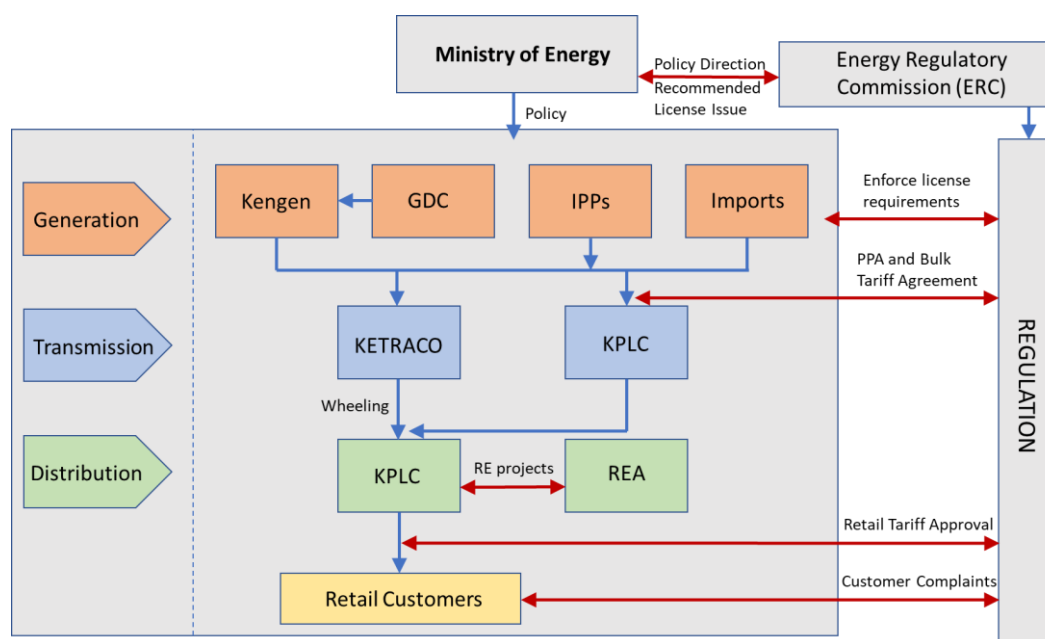 Ministry of Energy
Policy Direction
Recommended
License Issue
Energy Regulatory
Commission (ERC)
Policy
Generation
Kengen
GDC
IPPs
Imports
Enforce license
requirements
PPA and Bulk
Tariff Agreement
Transmission
KETRACO
KPLC
REGULATION
Wheeling
Distribution
KPLC
RE projects
REA
Retail Tariff Approval
Retail Customers
Customer Complaints